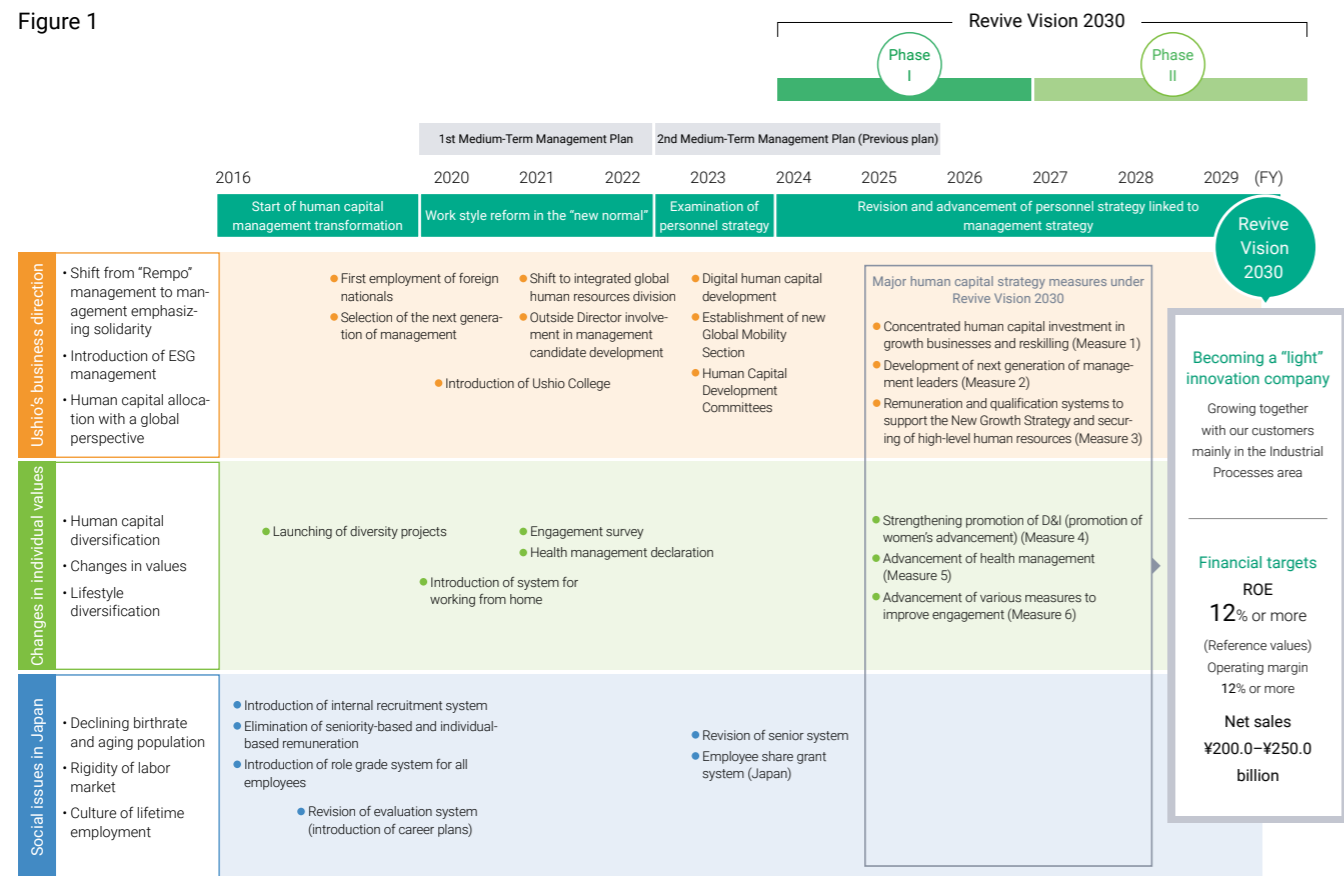 Figure 1
Revive Vision 2030
Phase
I
Phase
II
1st Medium-Term Management Plan
2nd Medium-Term Management Plan (Previous plan)
2016
2020
2021
2022
2023
2024
2025
2026
2027
2028
2029
(FY)
Start of human capital
management transformation
Work style reform in the “new normal”
Examination of
personnel strategy
Revision and advancement of personnel strategy linked to
management strategy
Revive
Vision
2030
Ushio’s business direction
• Shift from “Rempo”
management to man-
agement emphasiz-
ing solidarity
• Introduction of ESG
management
• Human capital alloca-
tion with a global
perspective
● First employment of foreign
nationals
● Selection of the next genera-
tion of management
● Introduction of Ushio College
● Shift to integrated global
human resources division
● Outside Director involve-
ment in management
candidate development
● Digital human capital
development
● Establishment of new
Global Mobility
Section
● Human Capital
Development
Committees
Major human capital strategy measures under
Revive Vision 2030
● Concentrated human capital investment in
growth businesses and reskilling (Measure 1)
● Development of next generation of manage-
ment leaders (Measure 2)
● Remuneration and qualification systems to
support the New Growth Strategy and secur-
ing of high-level human resources (Measure 3)
Changes in individual values
• Human capital
diversification
• Changes in values
• Lifestyle
diversification
● Launching of diversity projects
● Engagement survey
● Health management declaration
● Introduction of system for
working from home
● Strengthening promotion of D&I (promotion of
women’s advancement) (Measure 4)
● Advancement of health management
(Measure 5)
● Advancement of various measures to
improve engagement (Measure 6)
Social issues in Japan
• Declining birthrate
and aging population
• Rigidity of labor
market
• Culture of lifetime
employment
● Introduction of internal recruitment system
● Elimination of seniority-based and individual-
based remuneration
● Introduction of role grade system for all
employees
● Revision of evaluation system
(introduction of career plans)
● Revision of senior system
● Employee share grant
system (Japan)
Becoming a “light”
innovation company
Growing together
with our customers
mainly in the Industrial
Processes area
Financial targets
ROE
12% or more
(Reference values)
Operating margin
12% or more
Net sales
¥200.0–¥250.0
billion